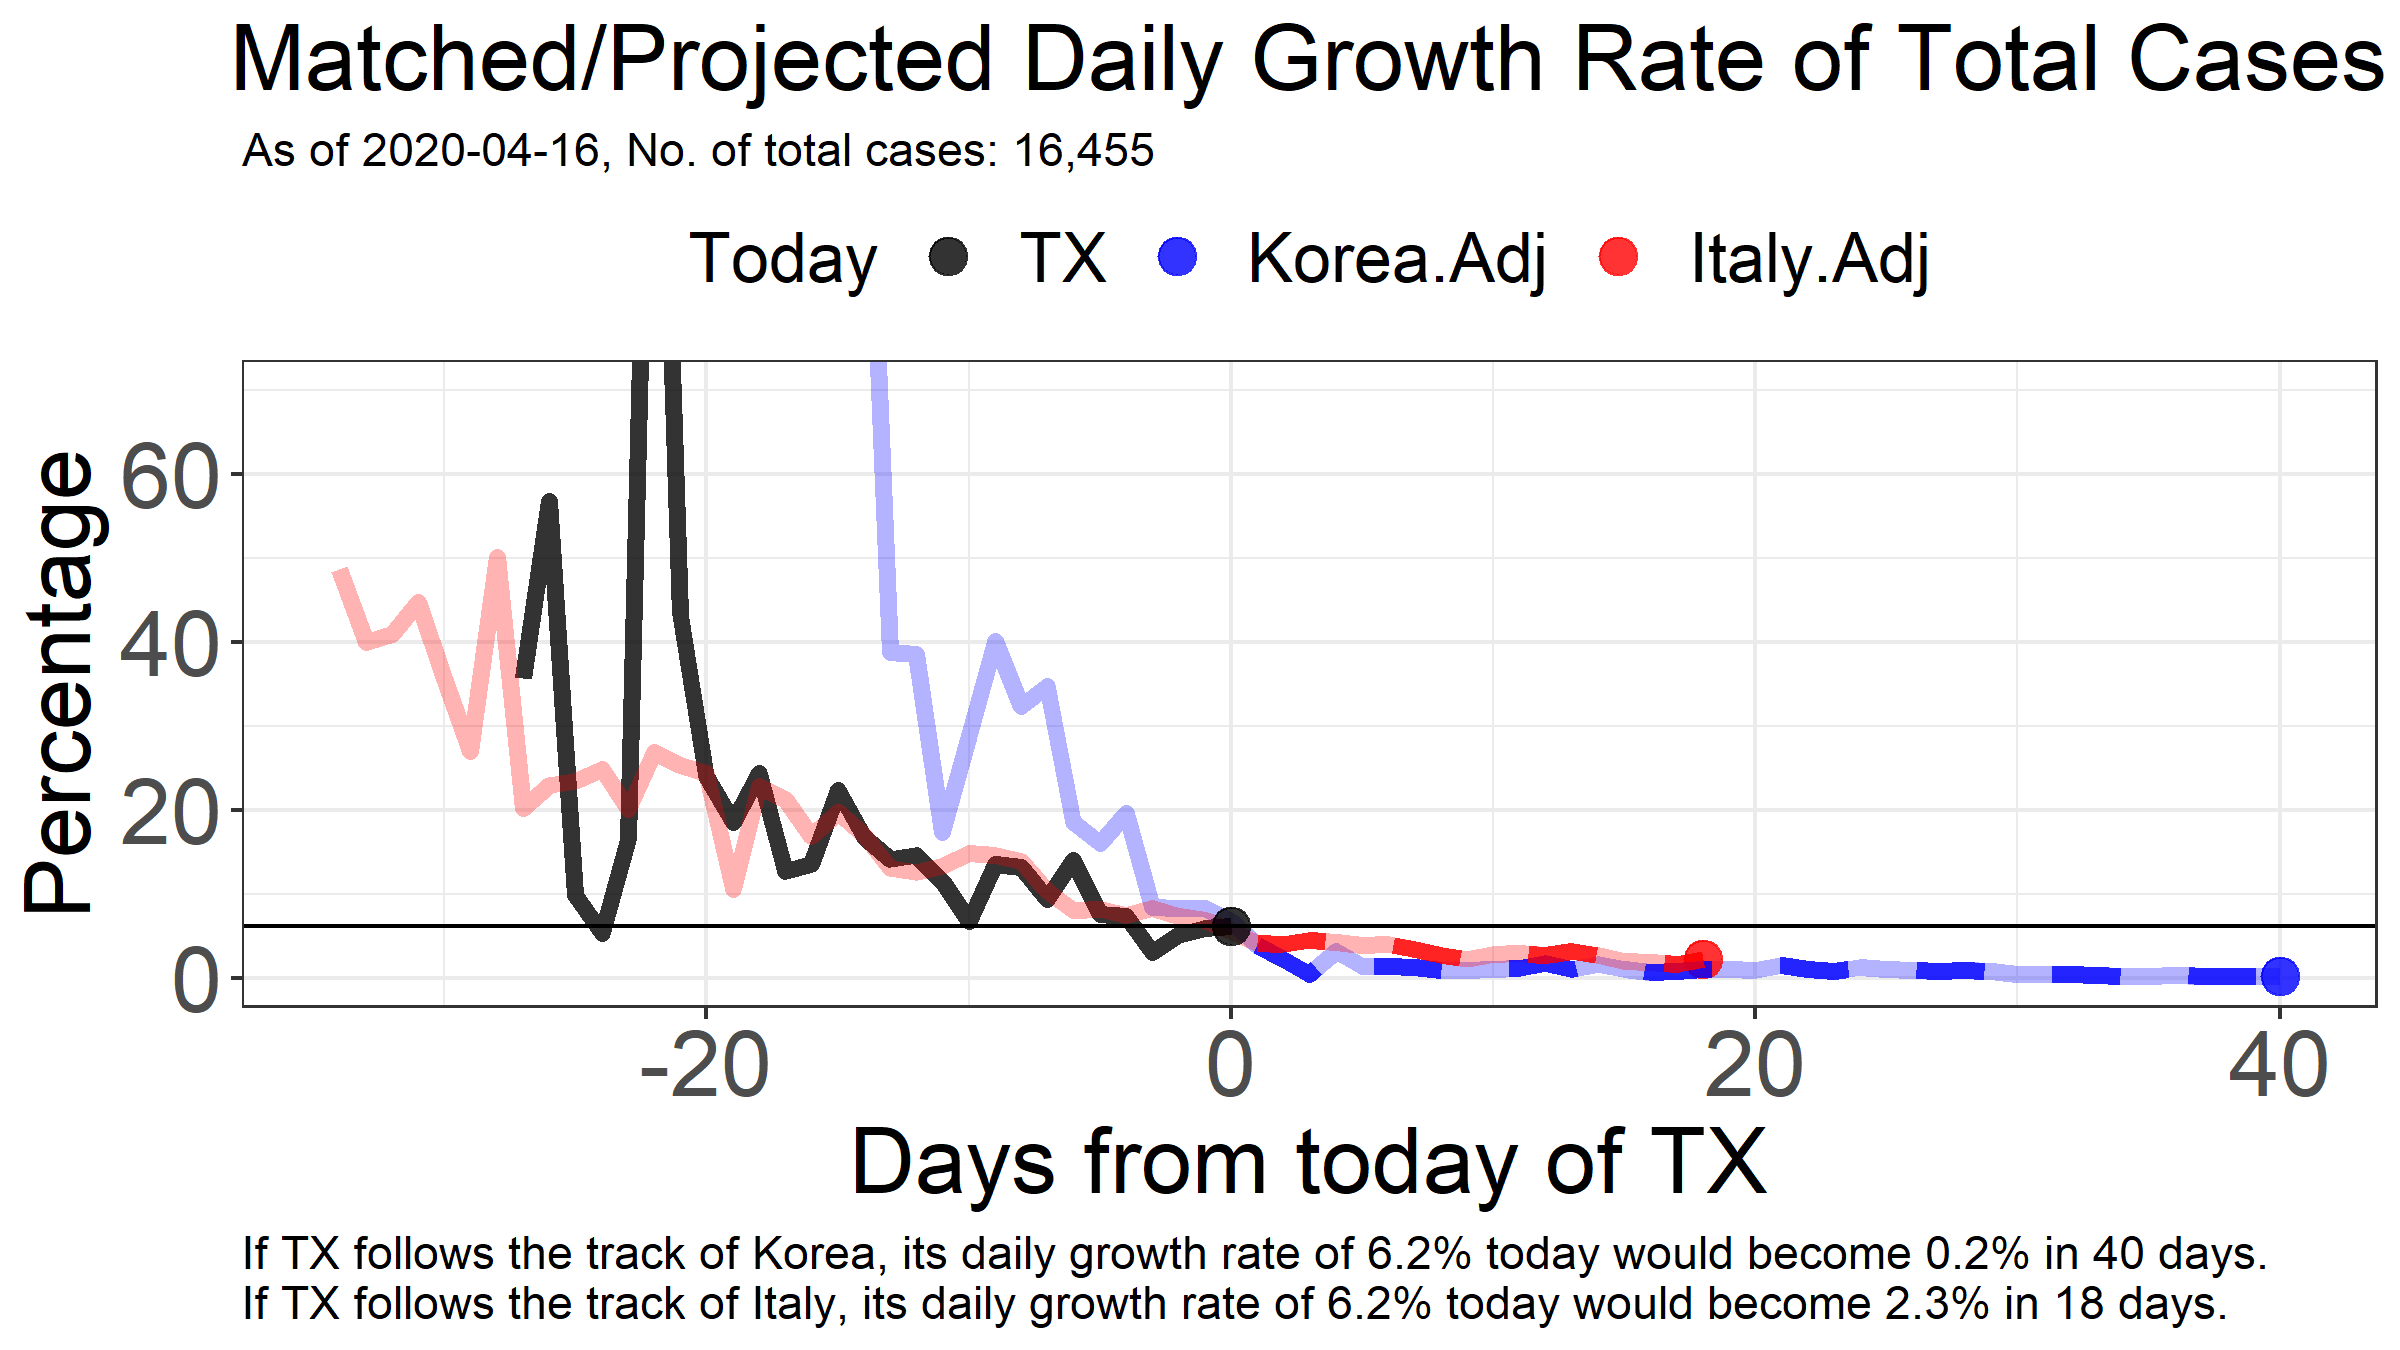 Matched/Projected Daily Growth Rate of Total Cases
As of 2020-04-16, No. of total cases: 16,455
Today TX Korea.Adj Italy.Adj
Percentage
60
40
20
0
-20 0 20 40
Days from today of TX
If TX follows the track of Korea, its daily growth rate of 6.2% today would become 0.2% in 40 days.
If TX follows the track of Italy, its daily growth rate of 6.2% today would become 2.3% in 18 days.